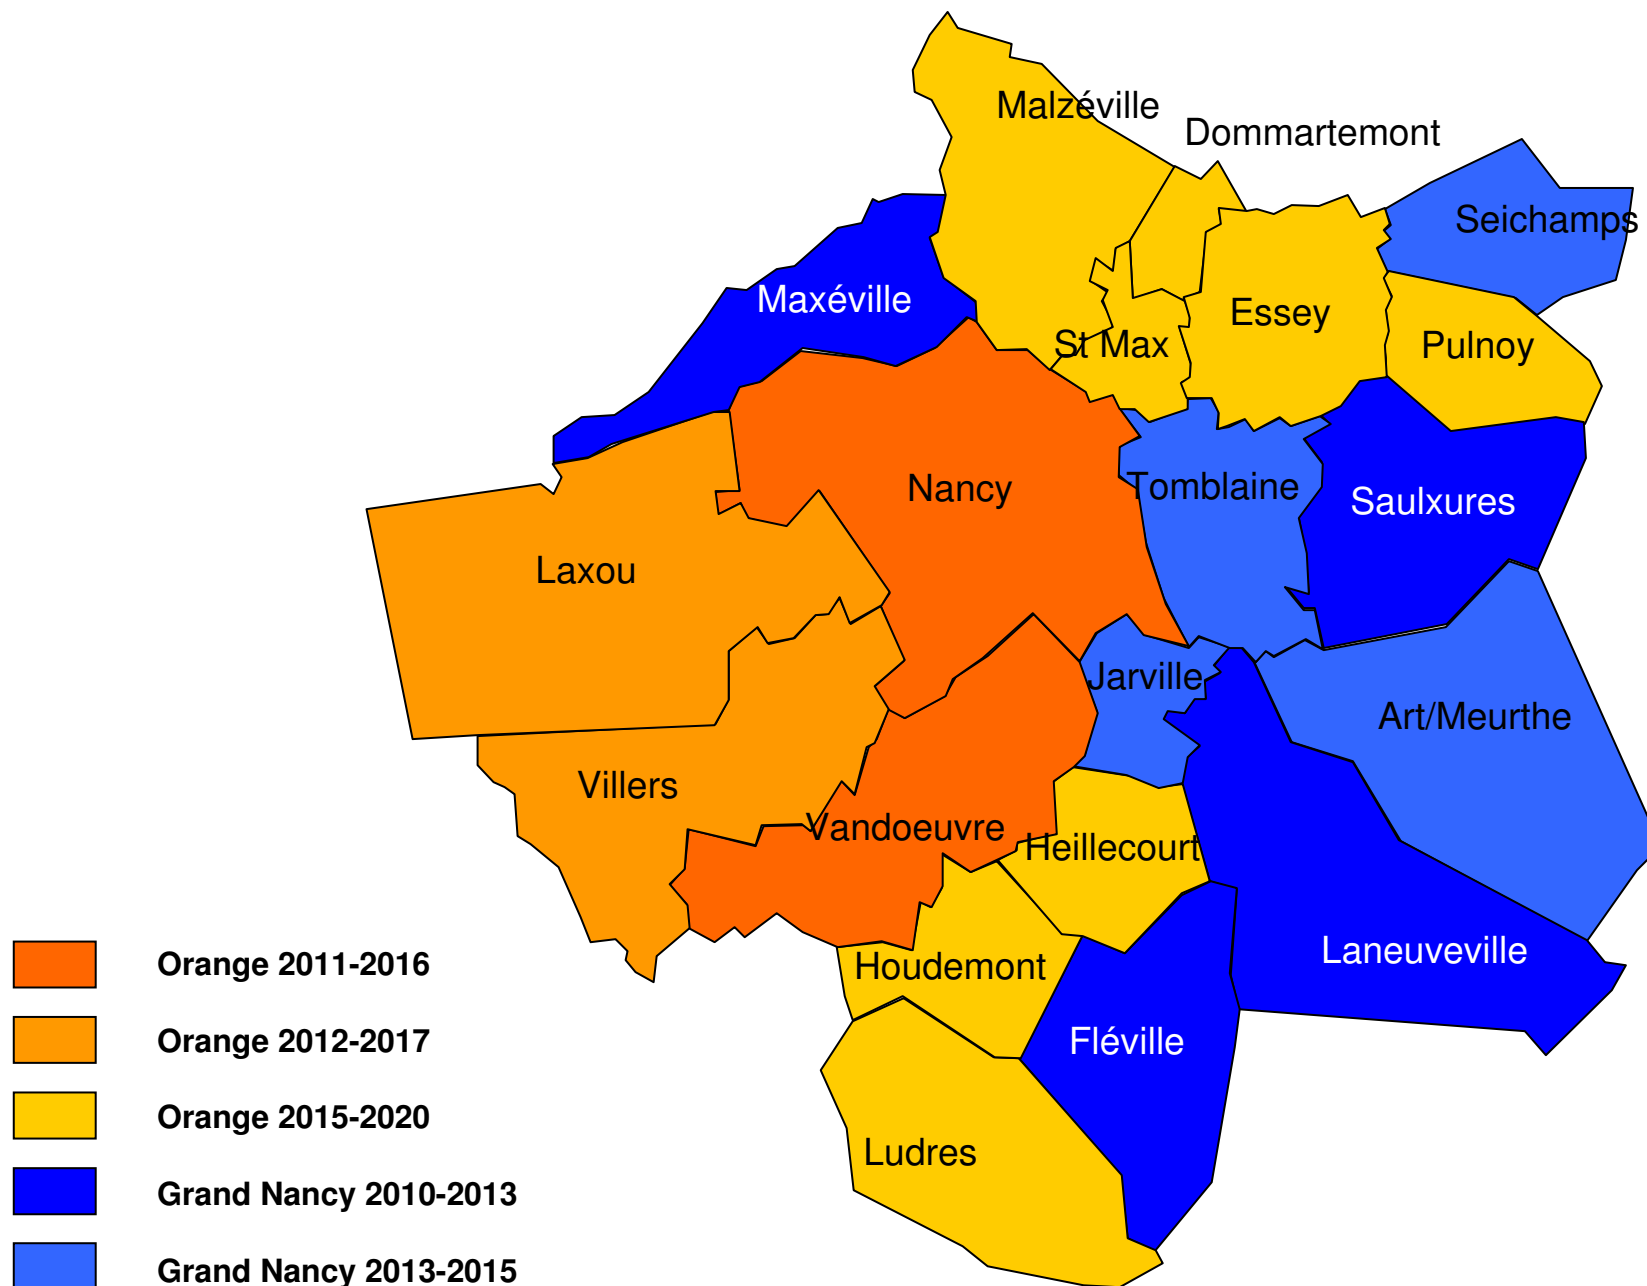 Malzéville
Dommartemont
Seichamps
Maxéville
Essey
St Max
Pulnoy
Nancy
Tomblaine
Saulxures
Laxou
Jarville
Art/Meurthe
Villers
Vandoeuvre
Heillecourt
Laneuveville
Houdemont
Fléville
Ludres
Orange 2011-2016
Orange 2012-2017
Orange 2015-2020
Grand Nancy 2010-2013
Grand Nancy 2013-2015